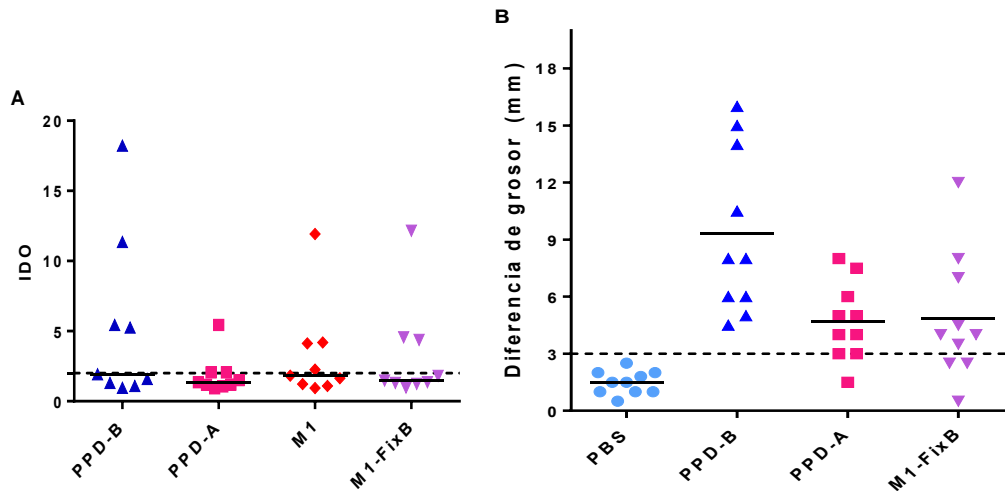 A
IDO
20
15
10
5
0
PPD-B
PPD-A
M1
M1-FixB
B
Diferencia de grosor (mm)
18
15
12
9
6
3
0
PBS
PPD-B
PPD-A
M1-FixB